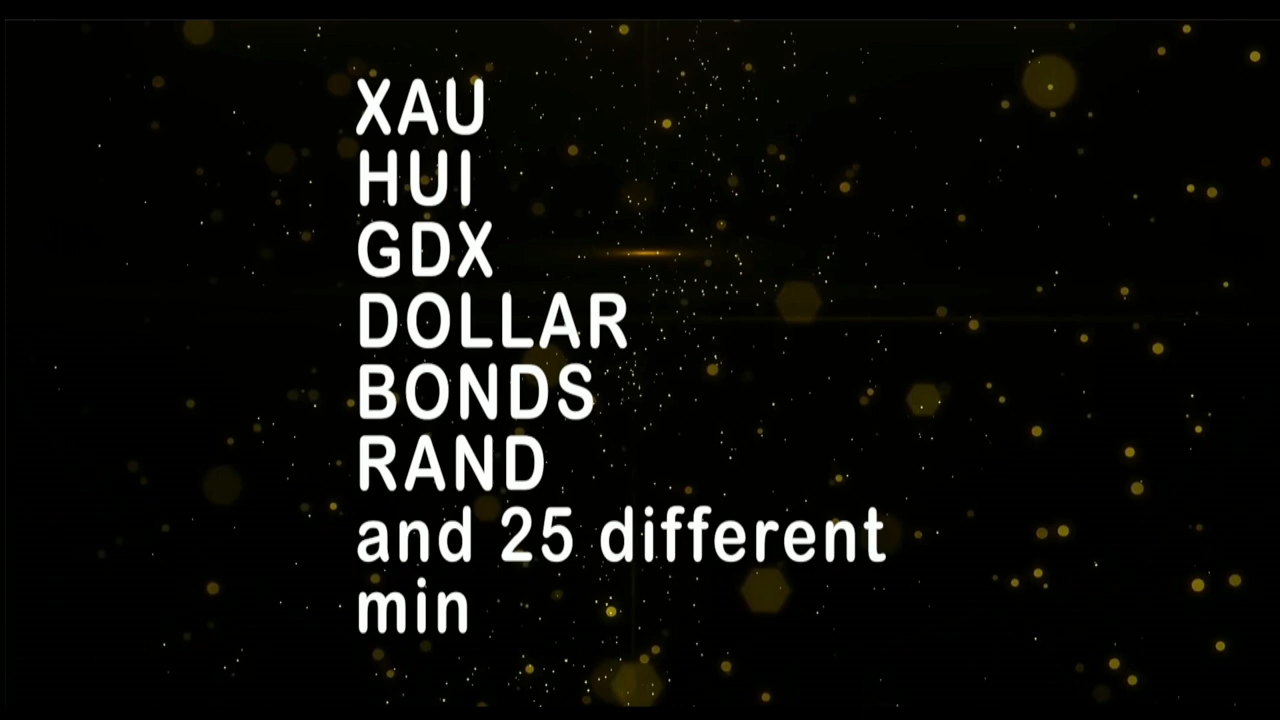 XAU
HUI
GDX
DOLLAR
BONDS
RAND
and 25 different
min